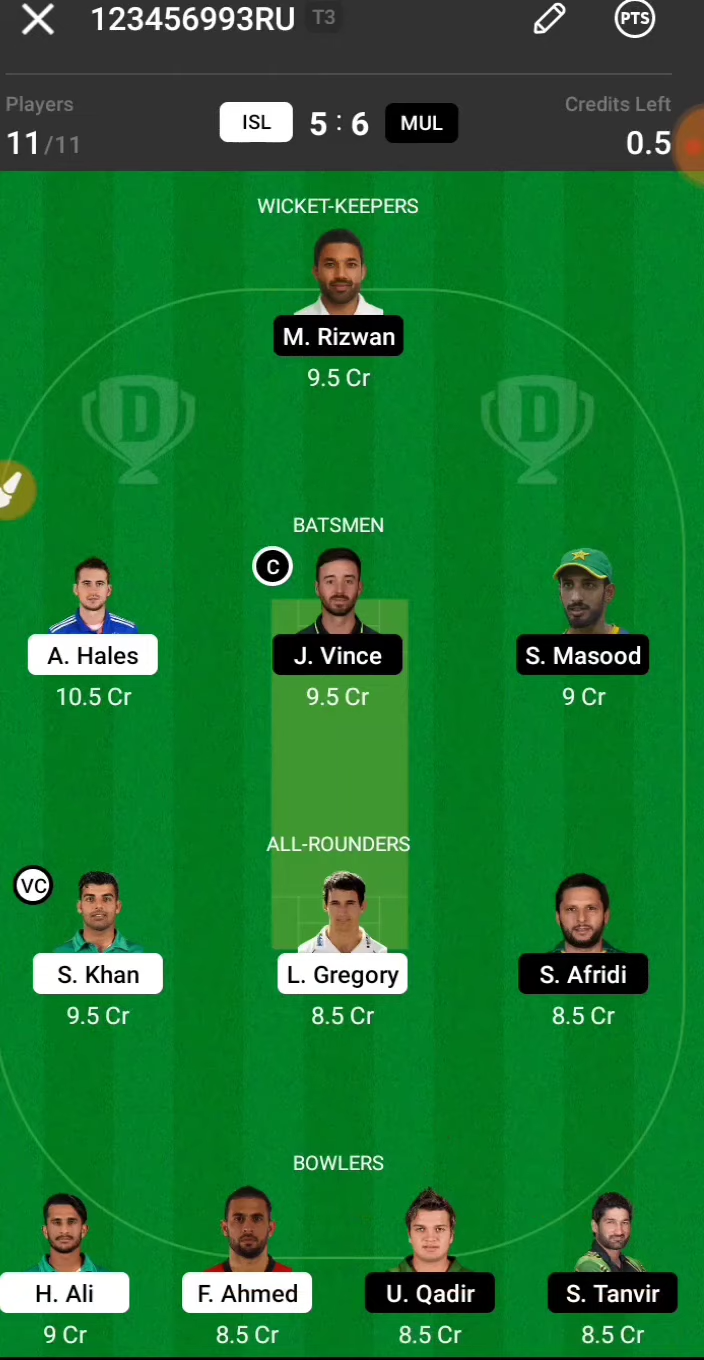 123456993RU T3 PTS
Players ISL 5 : 6 MUL Credits Left
11/11 0.5
WICKET-KEEPERS
M. Rizwan
9.5 Cr
D D
BATSMEN
C
A. Hales J. Vince S. Masood
10.5 Cr 9.5 Cr 9 Cr
ALL-ROUNDERS
VC
S. Khan L. Gregory S. Afridi
9.5 Cr 8.5 Cr 8.5 Cr
BOWLERS
H. Ali F. Ahmed U. Qadir S. Tanvir
9 Cr 8.5 Cr 8.5 Cr 8.5 Cr